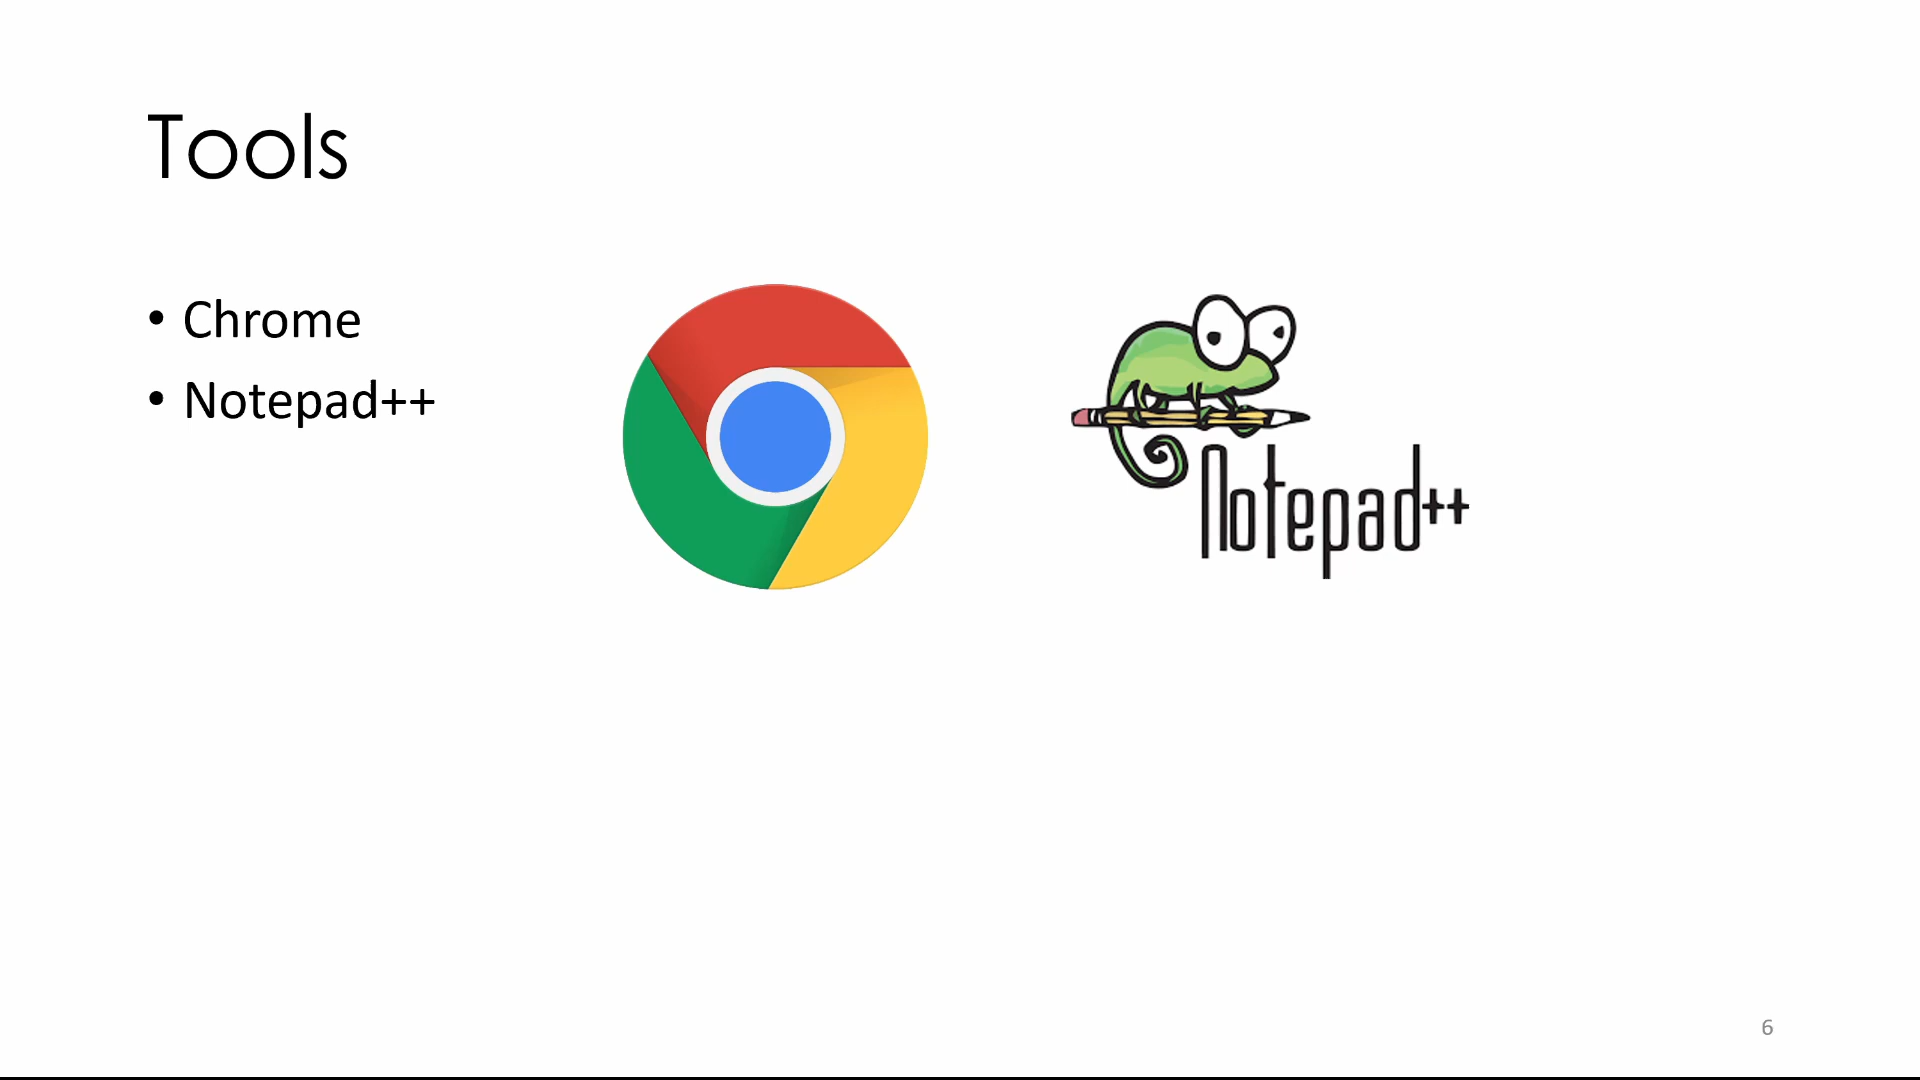 Tools
• Chrome
• Notepad++
Notepad++
6